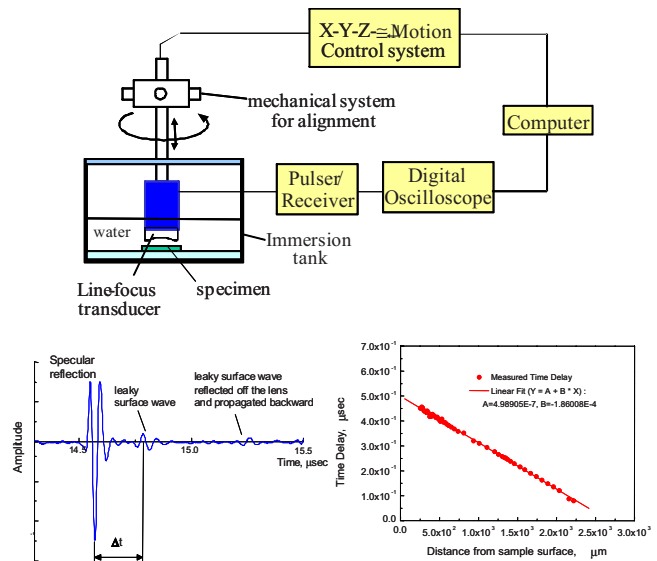 X-Y-Z- Motion
Control system
mechanical system
for alignment
Computer
Pulser/
Receiver
Digital
Oscilloscope
water
Immersion
tank
Line-focus
transducer
specimen
Specular
reflection
leaky
surface wave
leaky surface wave
reflected off the lens
and propagated backward
14.5
15.0
15.5
Time, μsec
Amplitude
Δt
7.0x10⁻¹
6.0x10⁻¹
5.0x10⁻¹
4.0x10⁻¹
3.0x10⁻¹
2.0x10⁻¹
1.0x10⁻¹
Time Delay, μsec
Measured Time Delay
Linear Fit (Y = A + B * X) :
A=4.98905E-7, B=-1.86008E-4
0.0
5.0x10² 1.0x10³ 1.5x10³ 2.0x10³ 2.5x10³ 3.0x10³
Distance from sample surface, μm